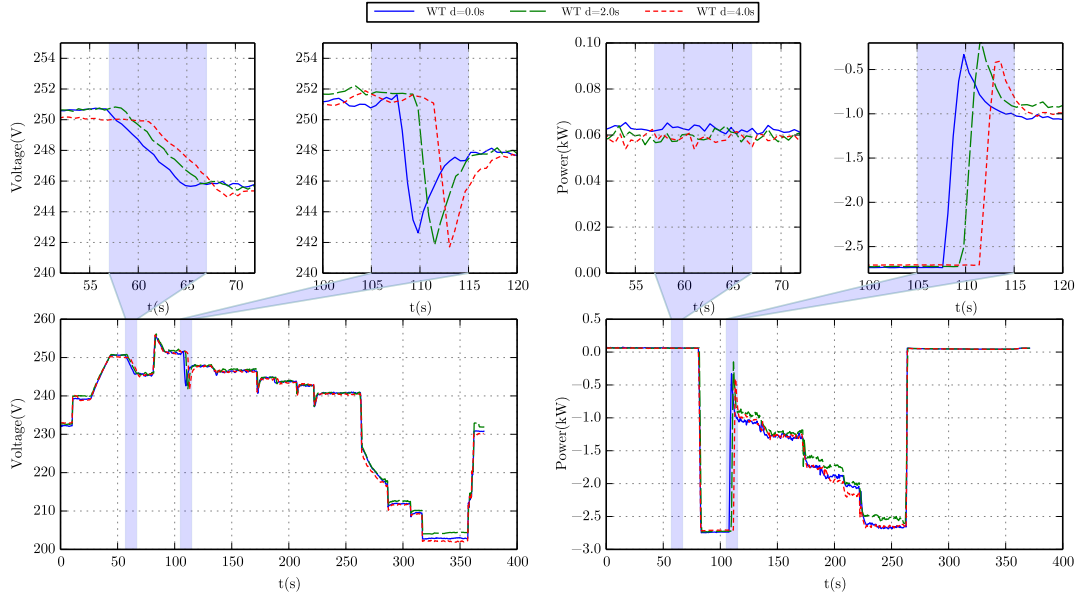 WT d=0.0s WT d=2.0s WT d=4.0s
254
252
250
248
246
244
242
240
Voltage(V)
55 60 65 70
t(s)
254
252
250
248
246
244
242
240
100 105 110 115 120
t(s)
0.10
0.08
0.06
0.04
0.02
0.00
Power(kW)
55 60 65 70
t(s)
−0.5
−1.0
−1.5
−2.0
−2.5
100 105 110 115 120
t(s)
260
250
240
230
220
210
200
Voltage(V)
0 50 100 150 200 250 300 350 400
t(s)
0.5
0.0
−0.5
−1.0
−1.5
−2.0
−2.5
−3.0
Power(kW)
0 50 100 150 200 250 300 350 400
t(s)